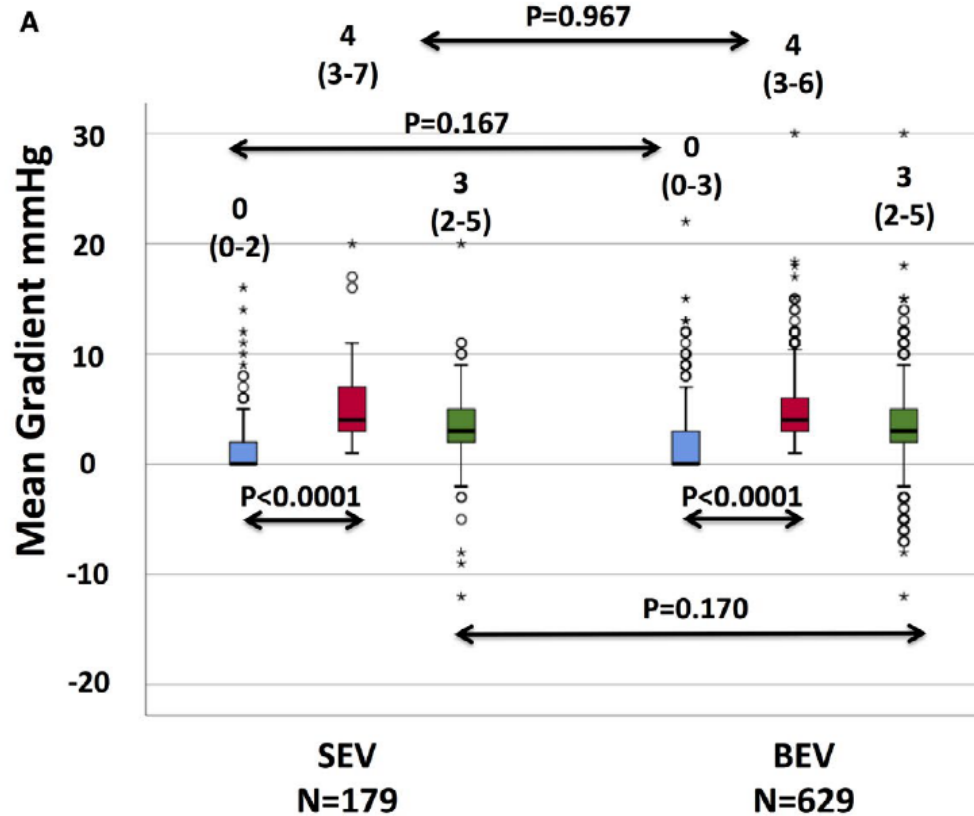 A
P=0.967
4
(3-7)
4
(3-6)
P=0.167
0
(0-2)
3
(2-5)
0
(0-3)
3
(2-5)
Mean Gradient mmHg
30
20
10
0
-10
-20
P<0.0001
P<0.0001
P=0.170
SEV
N=179
BEV
N=629